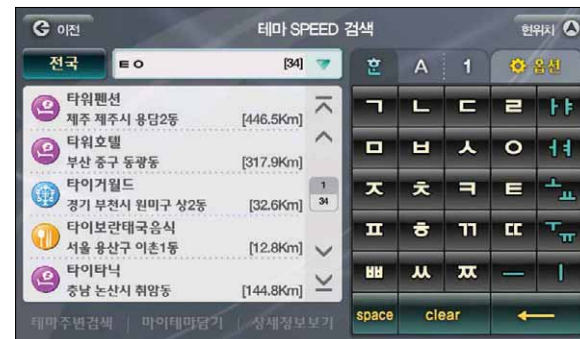 이전 테마 SPEED 검색 현위치
전국 ㅌㅇ [34] 한 A 1 옵션
타워펜션
제주 제주시 용담2동 [446.5Km]
타워호텔
부산 중구 동광동 [317.9Km]
타이거월드
경기 부천시 원미구 상2동 [32.6Km]
타이보란태국음식
서울 용산구 이촌1동 [12.8Km]
타이타닉
충남 논산시 취암동 [144.8Km]
1
34
테마주변검색 | 마이테마담기 | 상세정보보기
ㄱ ㄴ ㄷ ㄹ ㅏㅑ
ㅁ ㅂ ㅅ ㅇ ㅓㅕ
ㅈ ㅊ ㅋ ㅌ ㅗㅛ
ㅍ ㅎ ㄲ ㄸ ㅜㅠ
ㅃ ㅆ ㅉ ㅡ ㅣ
space clear ←